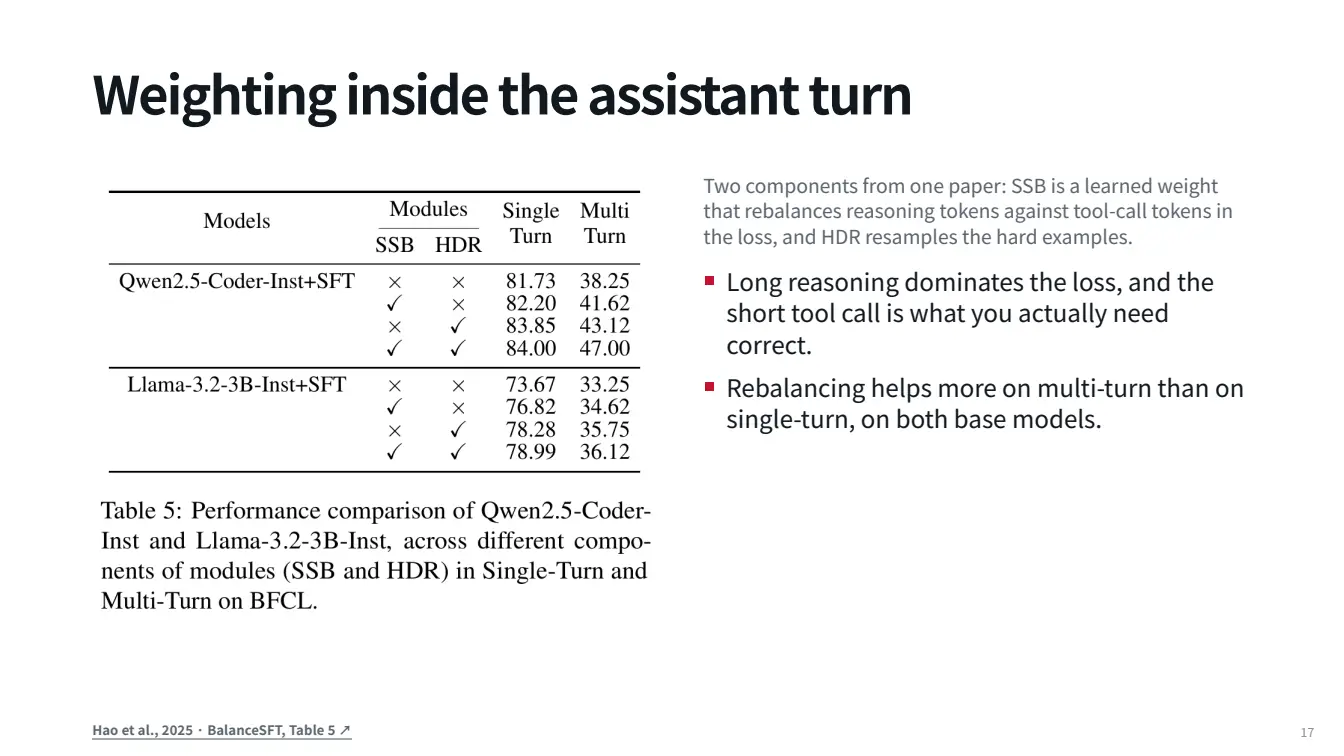 Weighting inside the assistant turn
Models Modules Single Turn Multi Turn
SSB HDR
Qwen2.5-Coder-Inst+SFT × × 81.73 38.25
✓ × 82.20 41.62
× ✓ 83.85 43.12
✓ ✓ 84.00 47.00
Llama-3.2-3B-Inst+SFT × × 73.67 33.25
✓ × 76.82 34.62
× ✓ 78.28 35.75
✓ ✓ 78.99 36.12
Table 5: Performance comparison of Qwen2.5-Coder-
Inst and Llama-3.2-3B-Inst, across different compo-
nents of modules (SSB and HDR) in Single-Turn and
Multi-Turn on BFCL.
Two components from one paper: SSB is a learned weight
that rebalances reasoning tokens against tool-call tokens in
the loss, and HDR resamples the hard examples.
Long reasoning dominates the loss, and the
short tool call is what you actually need
correct.
Rebalancing helps more on multi-turn than on
single-turn, on both base models.
Hao et al., 2025 · BalanceSFT, Table 5 ↗
17